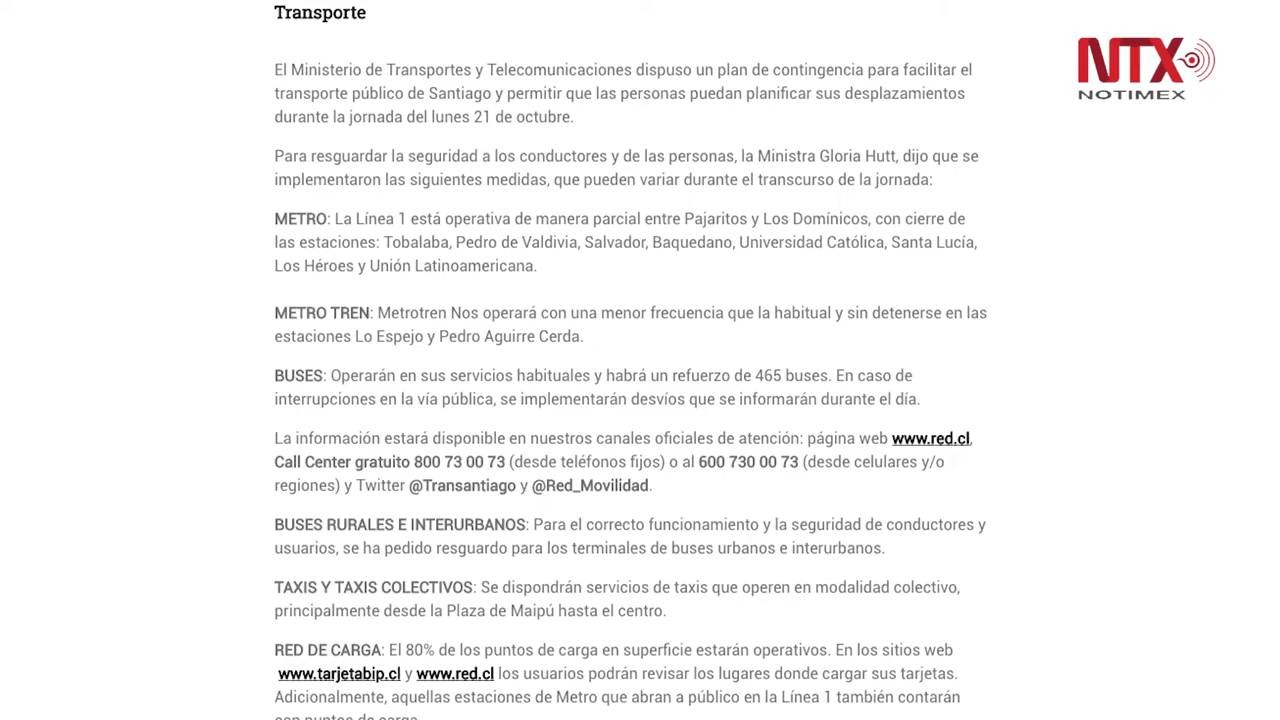 Transporte
NTX
NOTIMEX
El Ministerio de Transportes y Telecomunicaciones dispuso un plan de contingencia para facilitar el
transporte público de Santiago y permitir que las personas puedan planificar sus desplazamientos
durante la jornada del lunes 21 de octubre.
Para resguardar la seguridad a los conductores y de las personas, la Ministra Gloria Hutt, dijo que se
implementaron las siguientes medidas, que pueden variar durante el transcurso de la jornada:
METRO: La Línea 1 está operativa de manera parcial entre Pajaritos y Los Domínicos, con cierre de
las estaciones: Tobalaba, Pedro de Valdivia, Salvador, Baquedano, Universidad Católica, Santa Lucía,
Los Héroes y Unión Latinoamericana.
METRO TREN: Metrotren Nos operará con una menor frecuencia que la habitual y sin detenerse en las
estaciones Lo Espejo y Pedro Aguirre Cerda.
BUSES: Operarán en sus servicios habituales y habrá un refuerzo de 465 buses. En caso de
interrupciones en la vía pública, se implementarán desvíos que se informarán durante el día.
La información estará disponible en nuestros canales oficiales de atención: página web www.red.cl,
Call Center gratuito 800 73 00 73 (desde teléfonos fijos) o al 600 730 00 73 (desde celulares y/o
regiones) y Twitter @Transantiago y @Red_Movilidad.
BUSES RURALES E INTERURBANOS: Para el correcto funcionamiento y la seguridad de conductores y
usuarios, se ha pedido resguardo para los terminales de buses urbanos e interurbanos.
TAXIS Y TAXIS COLECTIVOS: Se dispondrán servicios de taxis que operen en modalidad colectivo,
principalmente desde la Plaza de Maipú hasta el centro.
RED DE CARGA: El 80% de los puntos de carga en superficie estarán operativos. En los sitios web
www.tarjetabip.cl y www.red.cl los usuarios podrán revisar los lugares donde cargar sus tarjetas.
Adicionalmente, aquellas estaciones de Metro que abran a público en la Línea 1 también contarán
con puntos de carga.